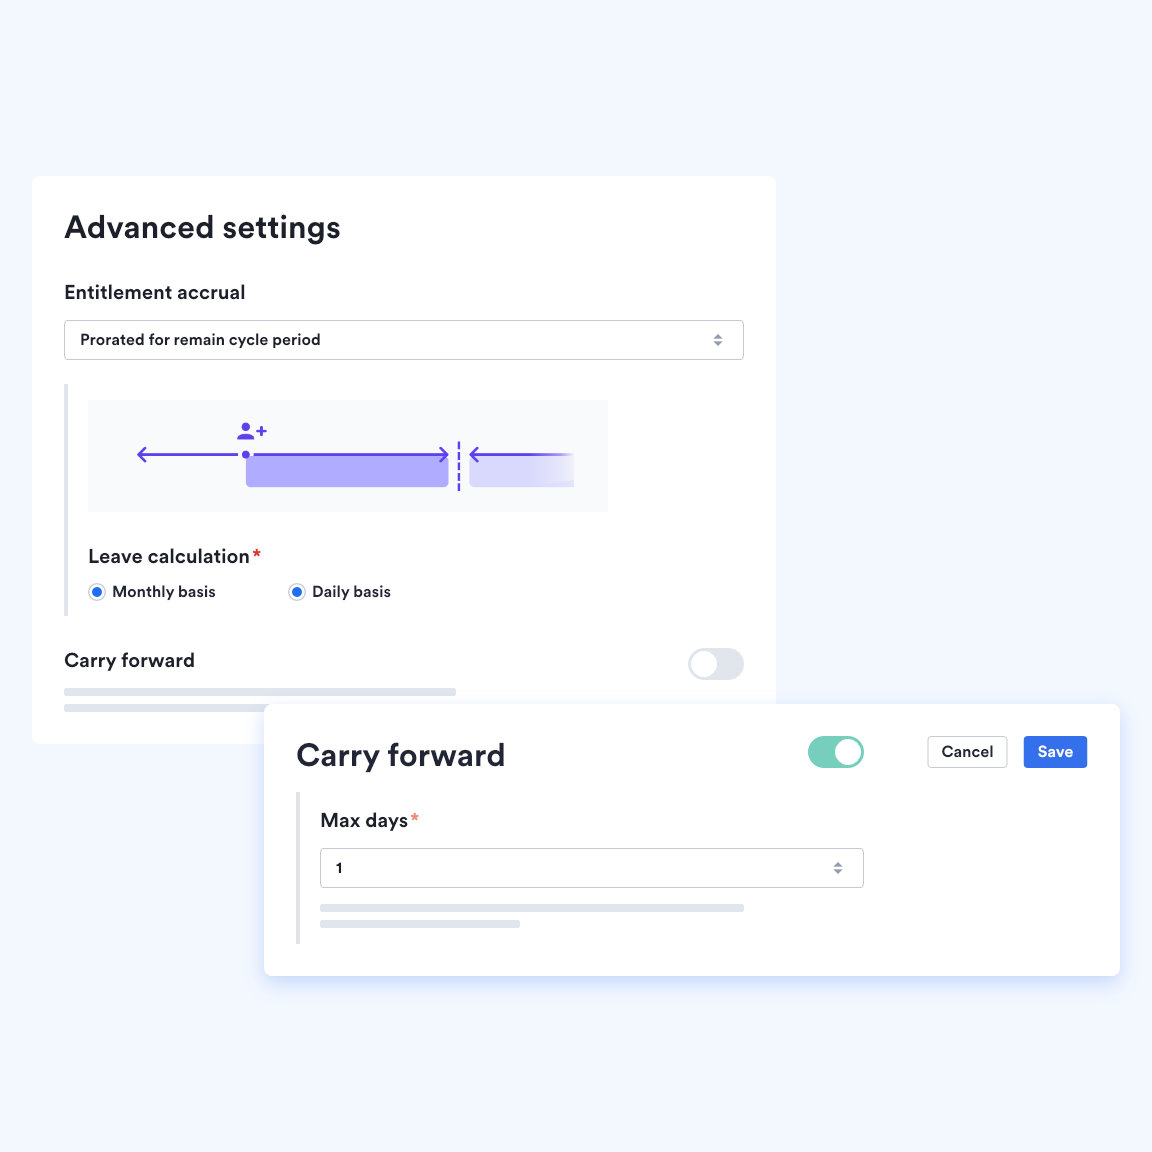 Advanced settings
Entitlement accrual
Prorated for remain cycle period
Leave calculation*
Monthly basis Daily basis
Carry forward
Carry forward
Cancel Save
Max days*
1